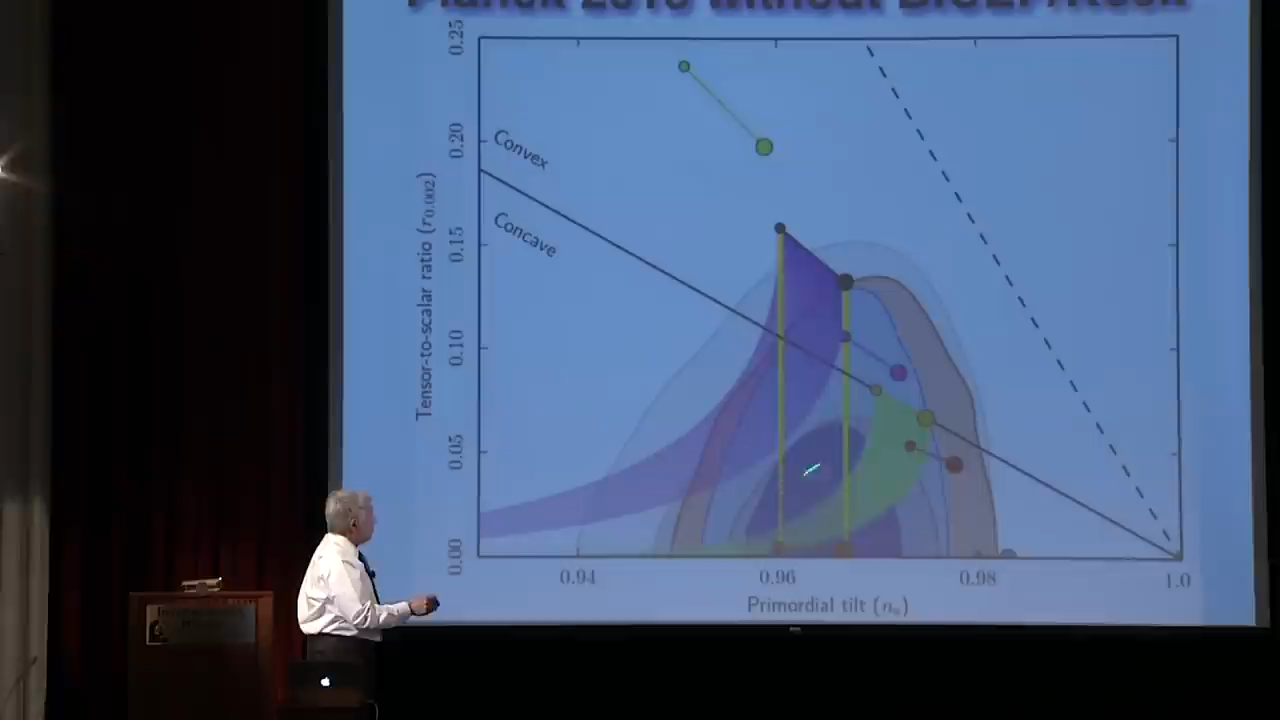 without
0.25
0.20
0.15
0.10
0.05
0.00
Tensor-to-scalar ratio (r0.002)
Convex
Concave
0.94
0.96
0.98
1.0
Primordial tilt (ns)